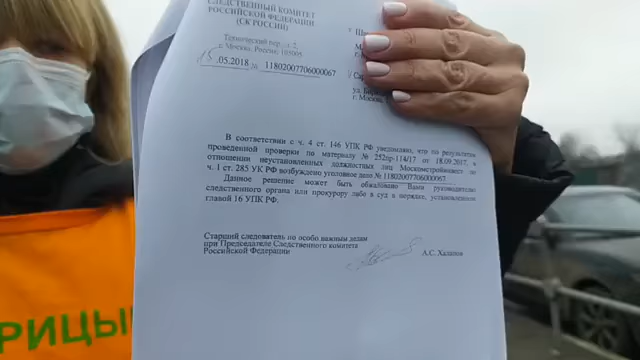 СЛЕДСТВЕННЫЙ КОМИТЕТ
РОССИЙСКОЙ ФЕДЕРАЦИИ
(СК РОССИИ)
Технический пер., д. 2
г. Москва, Россия, 105005
15.05.2018 № 11802007706000067
г. Москва
В соответствии с ч. 4 ст. 146 УПК РФ уведомляю, что по результатам
проведенной проверки по материалу № 252пр-114/17 от 18.09.2017, в
отношении неустановленных должностных лиц Москомстройинвест по
ч. 1 ст. 285 УК РФ возбуждено уголовное дело № 11802007706000067.
Данное решение может быть обжаловано Вами руководителю
следственного органа или прокурору либо в суд в порядке, установленном
главой 16 УПК РФ.
Старший следователь по особо важным делам
при Председателе Следственного комитета
Российской Федерации
А.С. Хадапов
РИЦЫ